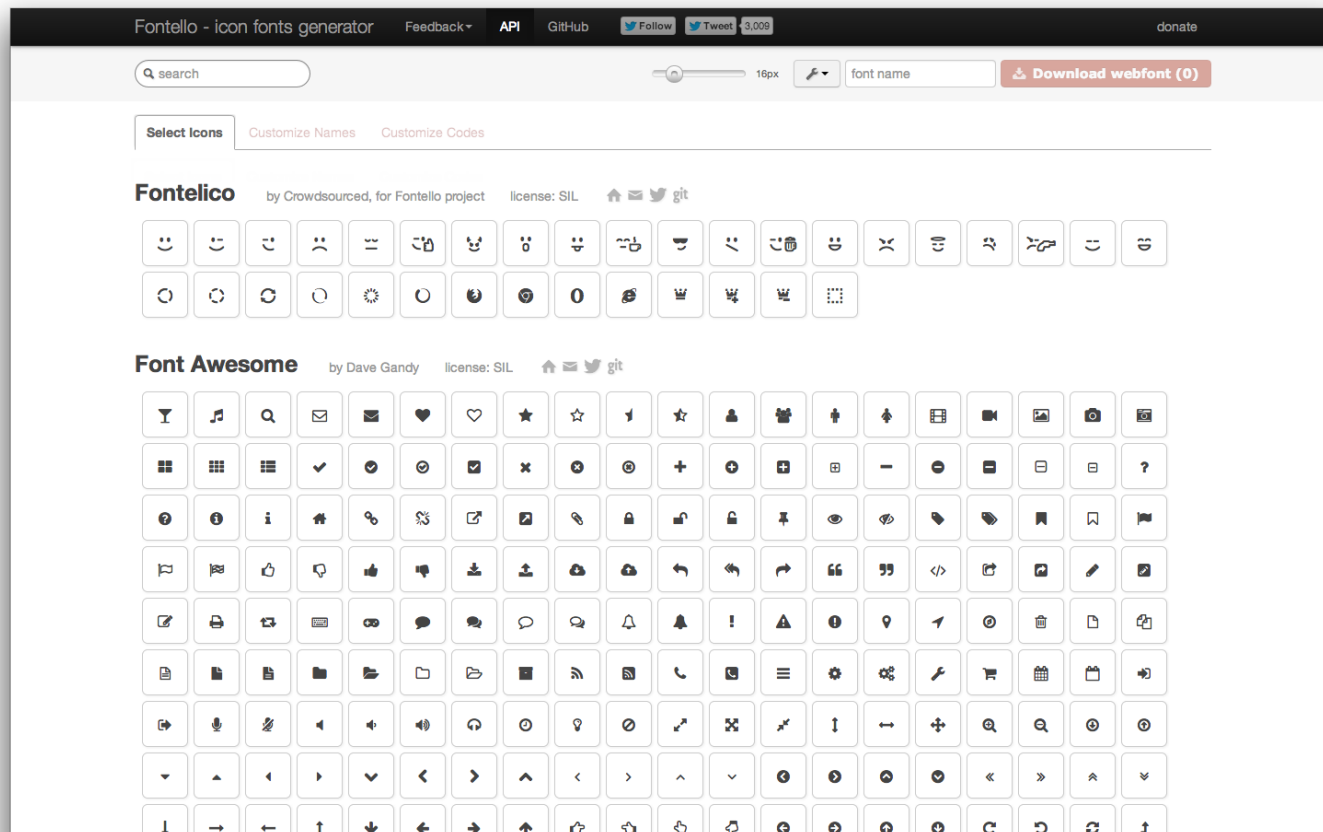 Fontello - icon fonts generator Feedback API GitHub Follow Tweet 3,009 donate
search 16px font name Download webfont (0)
Select Icons Customize Names Customize Codes
Fontelico by Crowdsourced, for Fontello project license: SIL git
Font Awesome by Dave Gandy license: SIL git